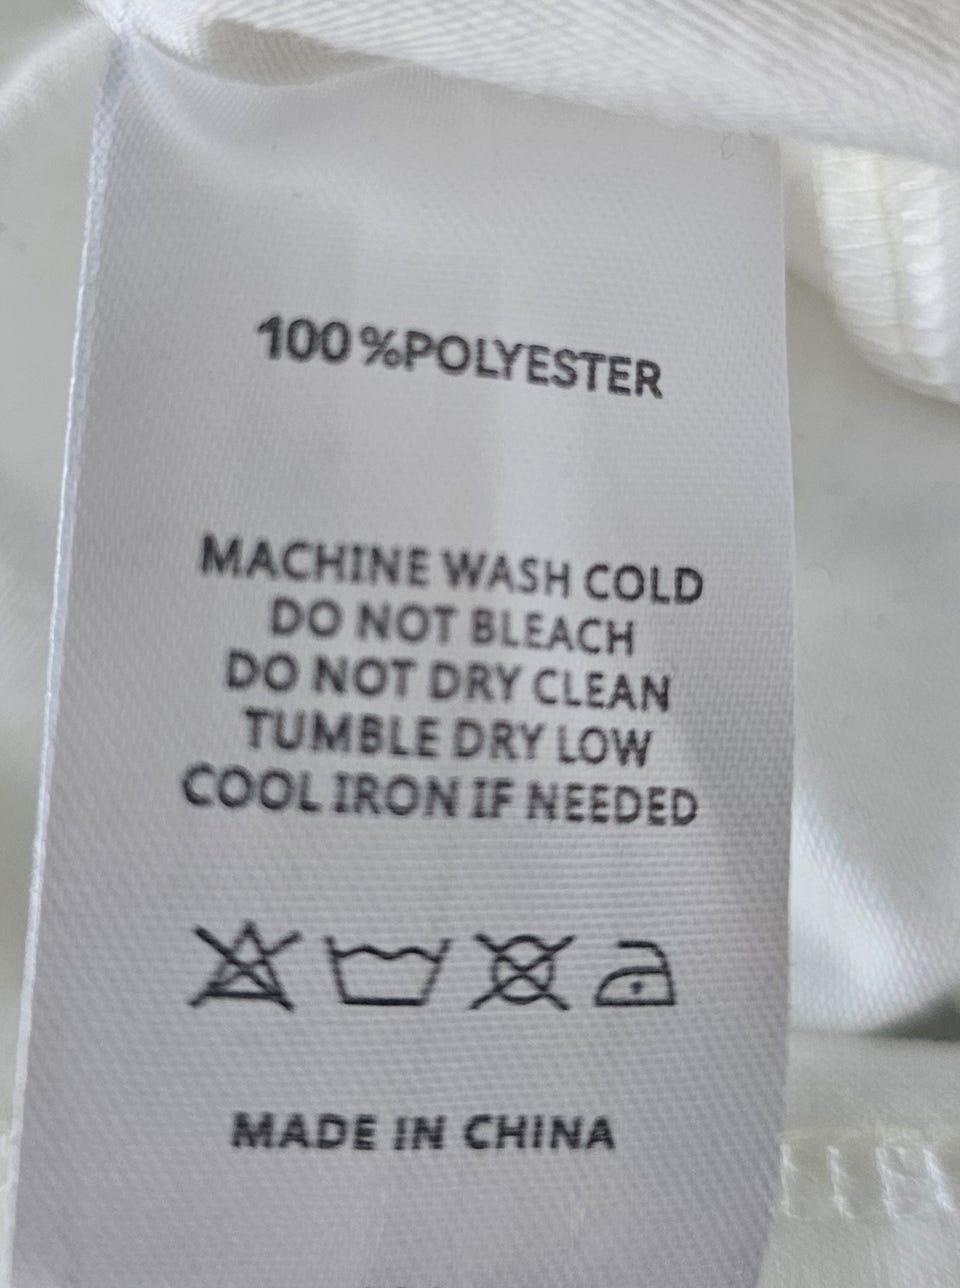 100%POLYESTER
MACHINE WASH COLD
DO NOT BLEACH
DO NOT DRY CLEAN
TUMBLE DRY LOW
COOL IRON IF NEEDED
MADE IN CHINA